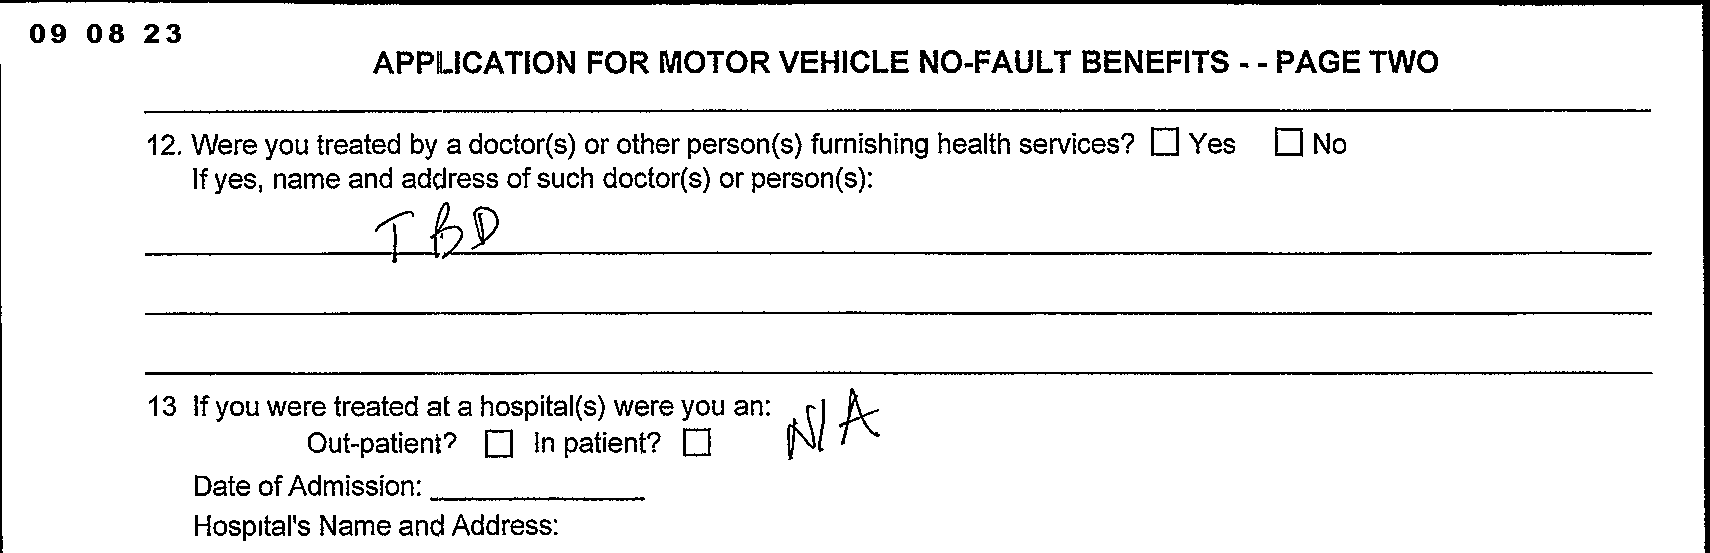 09 08 23
APPLICATION FOR MOTOR VEHICLE NO-FAULT BENEFITS - - PAGE TWO
12. Were you treated by a doctor(s) or other person(s) furnishing health services? ☐ Yes ☐ No
If yes, name and address of such doctor(s) or person(s):
TBD
13 If you were treated at a hospital(s) were you an:
N/A
Out-patient? ☐ In patient? ☐
Date of Admission:
Hospital's Name and Address: